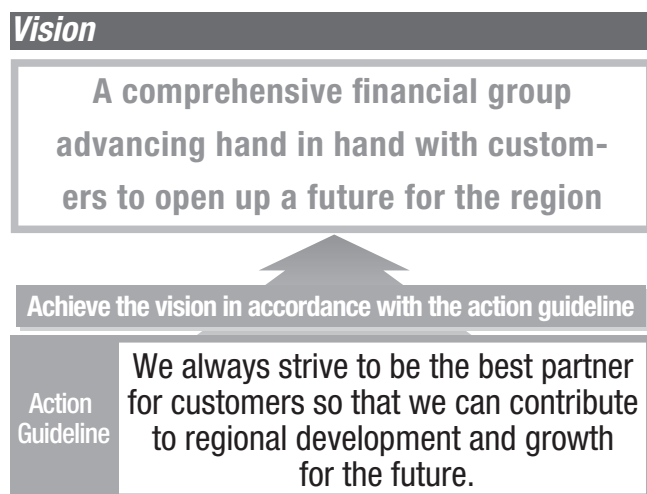 Vision
A comprehensive financial group
advancing hand in hand with custom-
ers to open up a future for the region
Achieve the vision in accordance with the action guideline
Action
Guideline
We always strive to be the best partner
for customers so that we can contribute
to regional development and growth
for the future.